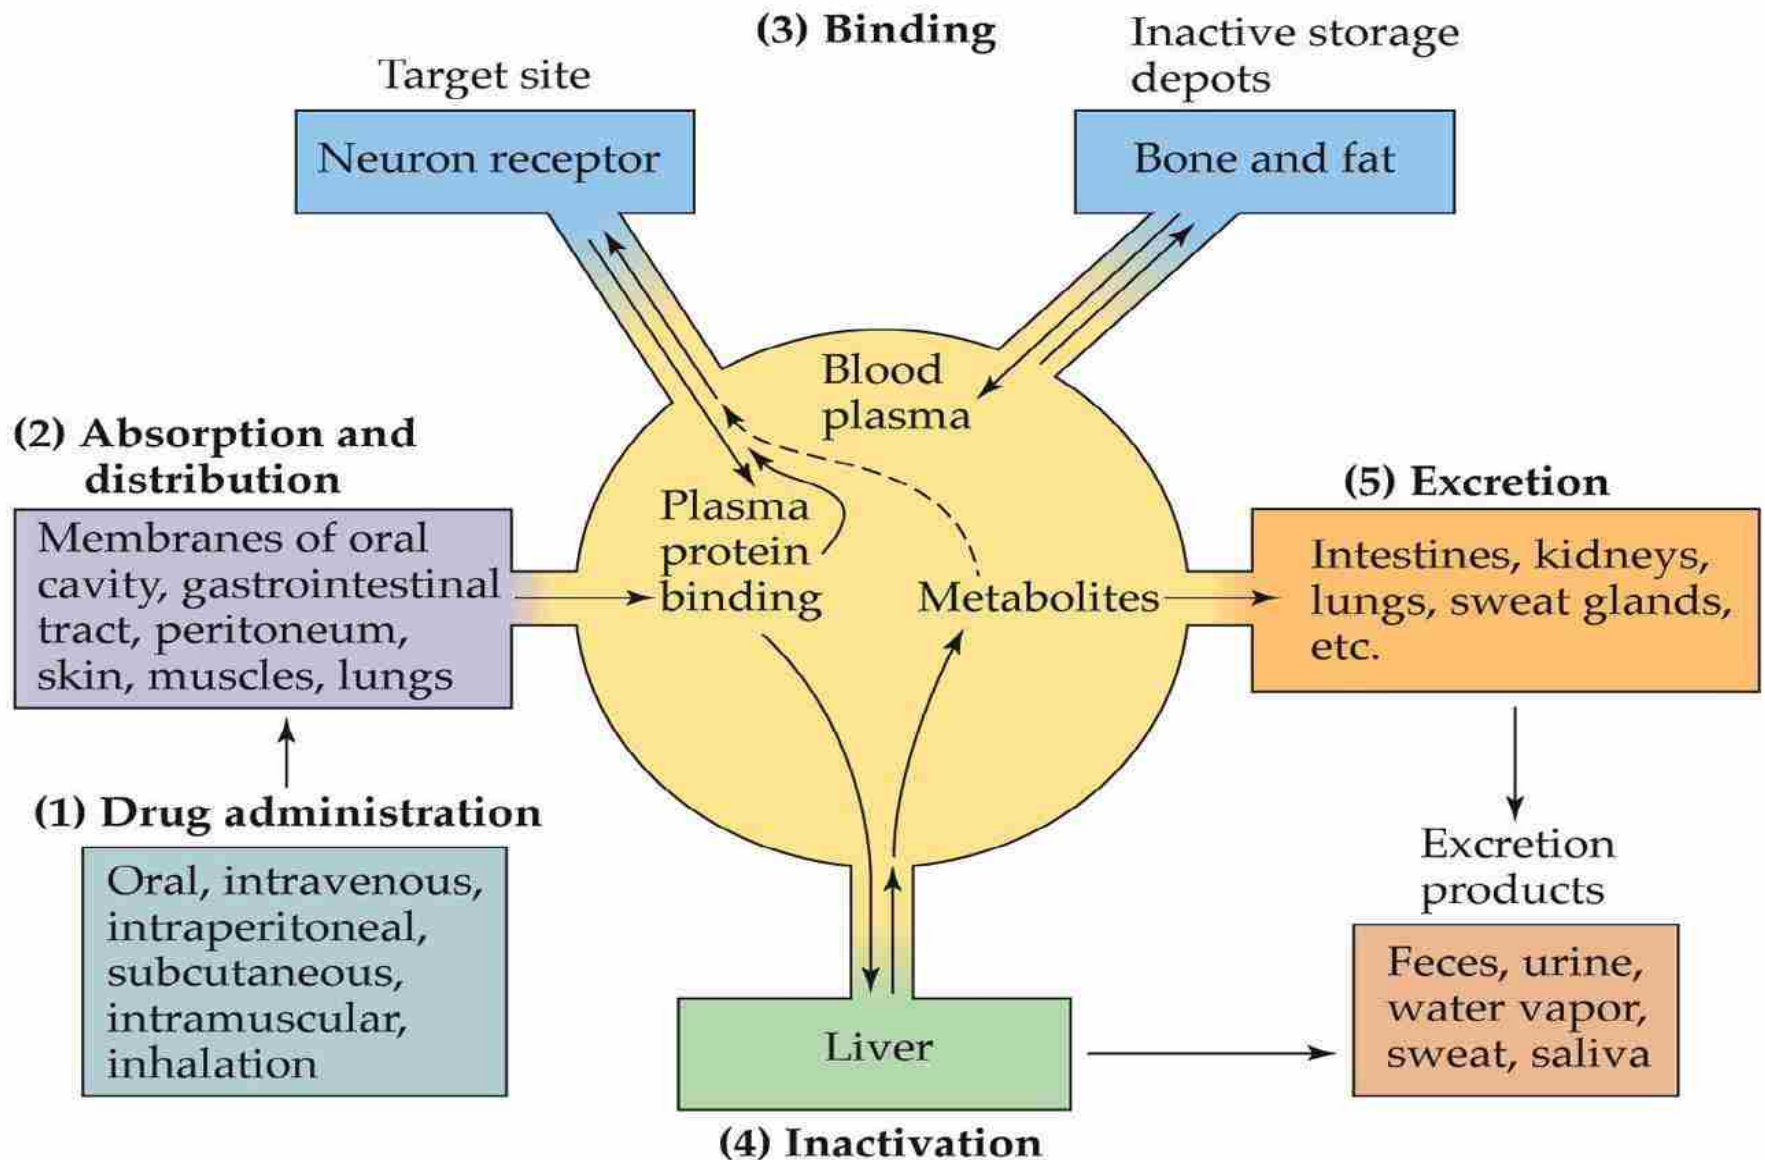 (3) Binding
Target site
Neuron receptor
Inactive storage
depots
Bone and fat
Blood
plasma
(2) Absorption and
distribution
Membranes of oral
cavity, gastrointestinal
tract, peritoneum,
skin, muscles, lungs
Plasma
protein
binding
Metabolites
(5) Excretion
Intestines, kidneys,
lungs, sweat glands,
etc.
(1) Drug administration
Oral, intravenous,
intraperitoneal,
subcutaneous,
intramuscular,
inhalation
Liver
(4) Inactivation
Excretion
products
Feces, urine,
water vapor,
sweat, saliva